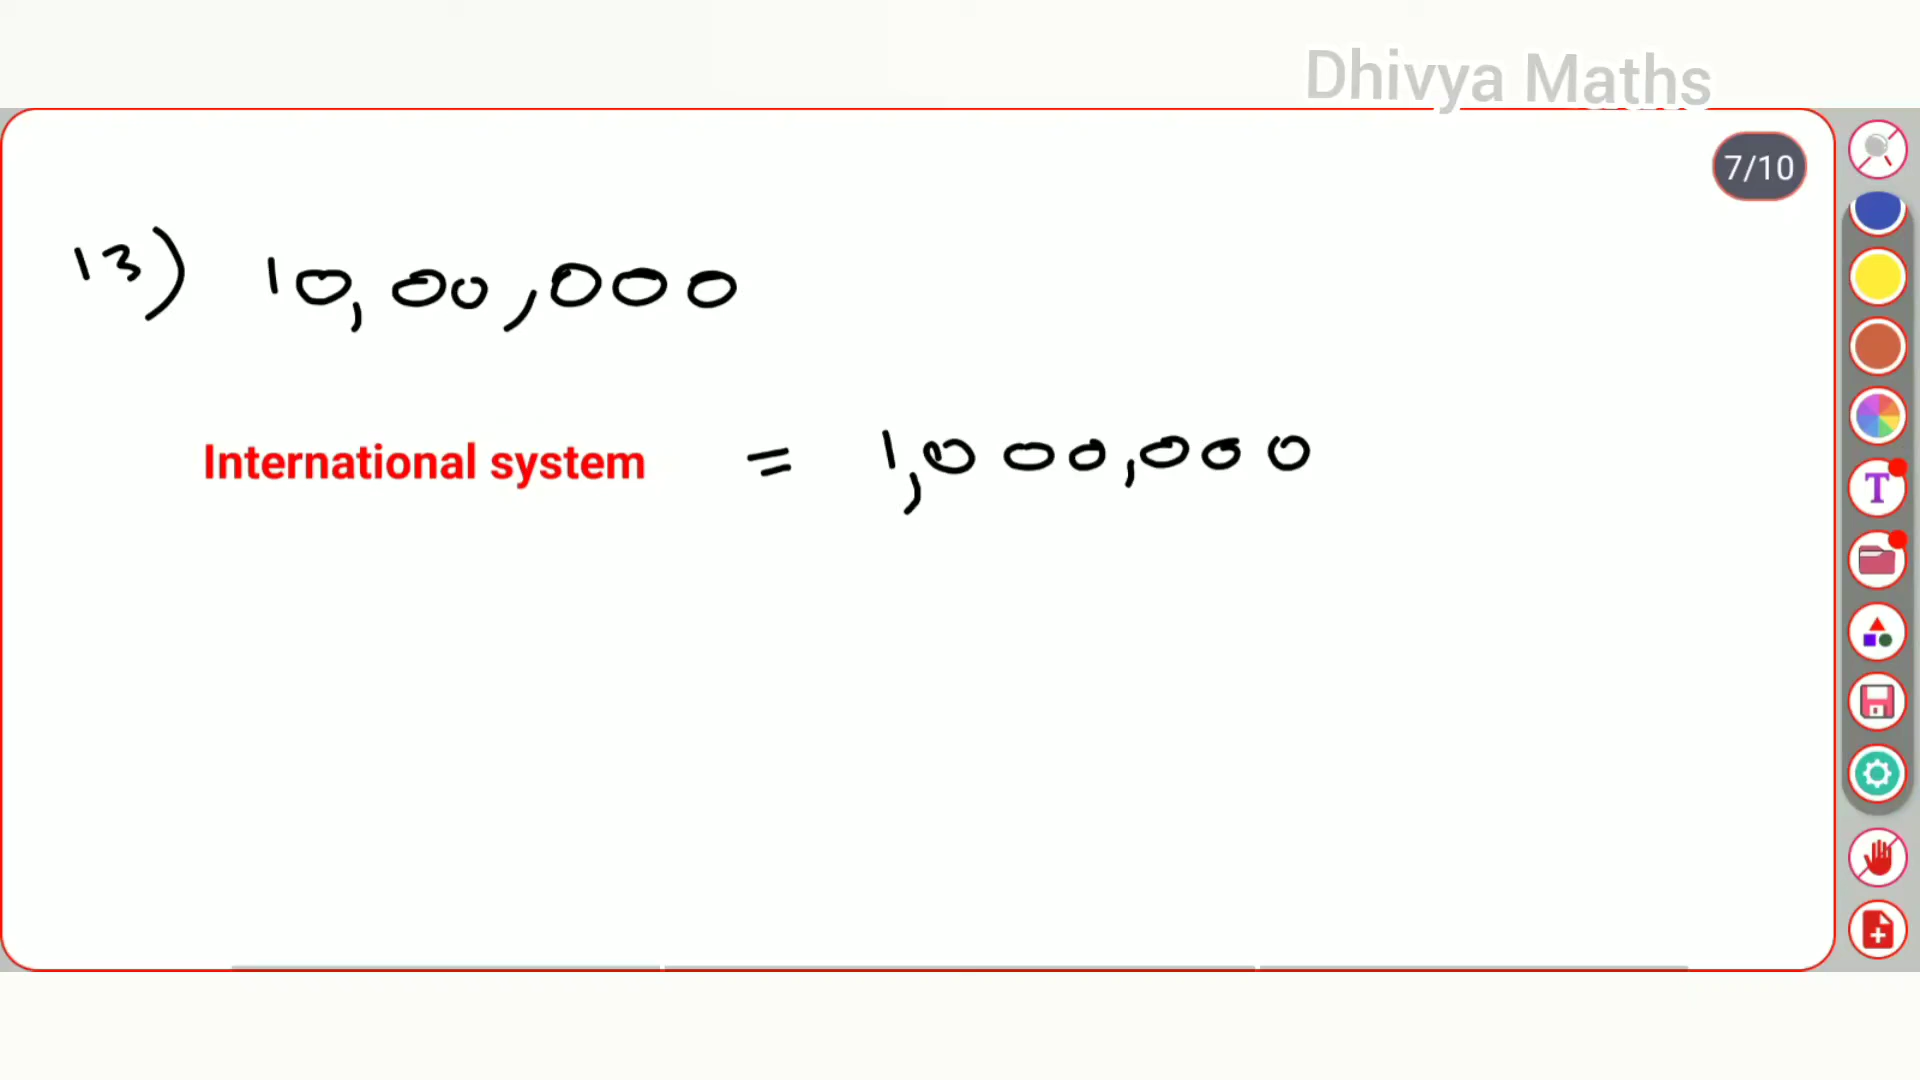 Dhivya Maths
7/10
13) 10,00,000
International system = 1,000,000
T